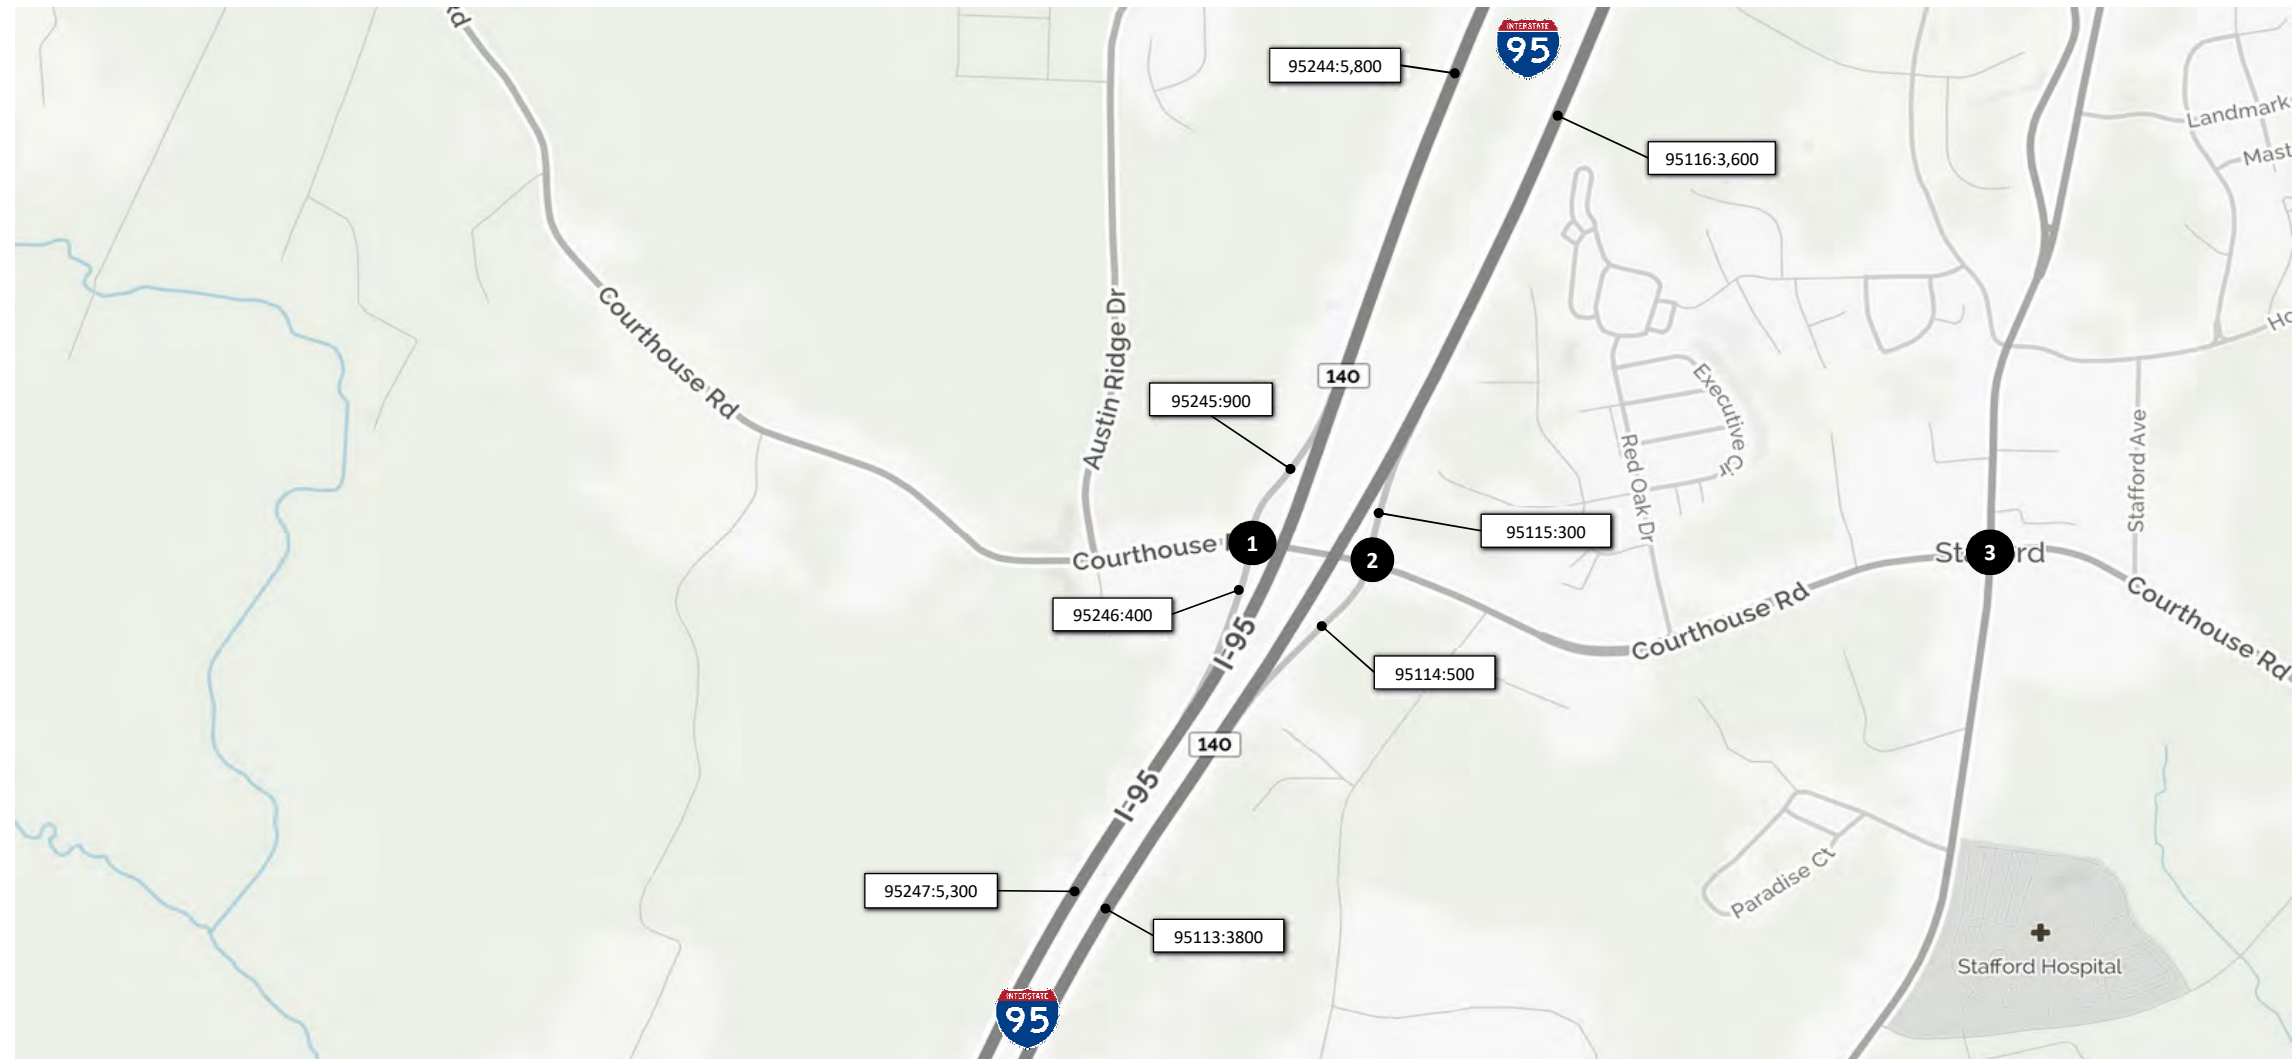 Rd
INTERSTATE
95
95244:5,800
Landmark
95116:3,600
Mast
Courthouse Rd
Austin Ridge Dr
Ho
140
95245:900
Executive Cir
Red Oak Dr
Stafford Ave
95115:300
1
Courthouse
2
3
St rd
95246:400
I-95
Courthouse Rd
Courthouse Rd
95114:500
140
I-95
95247:5,300
Paradise Ct
95113:3800
Stafford Hospital
INTERSTATE
95